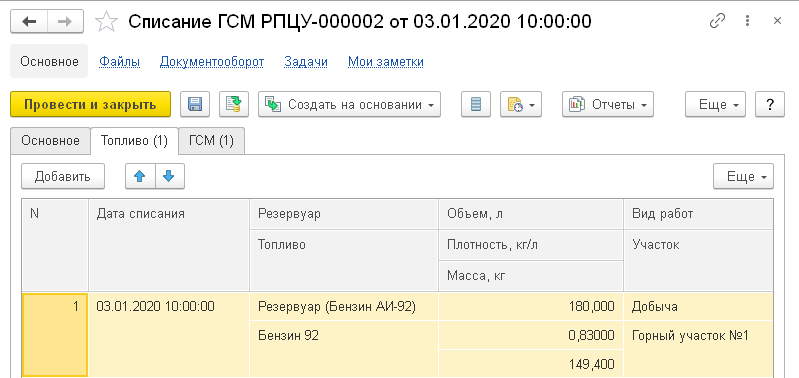 Списание ГСМ РПЦУ-000002 от 03.01.2020 10:00:00
Основное Файлы Документооборот Задачи Мои заметки
Провести и закрыть Создать на основании Отчеты Еще ?
Основное Топливо (1) ГСМ (1)
Добавить Еще
N Дата списания Резервуар Объем, л Вид работ
Топливо Плотность, кг/л Участок
Масса, кг
1 03.01.2020 10:00:00 Резервуар (Бензин АИ-92) 180,000 Добыча
Бензин 92 0,83000 Горный участок №1
149,400